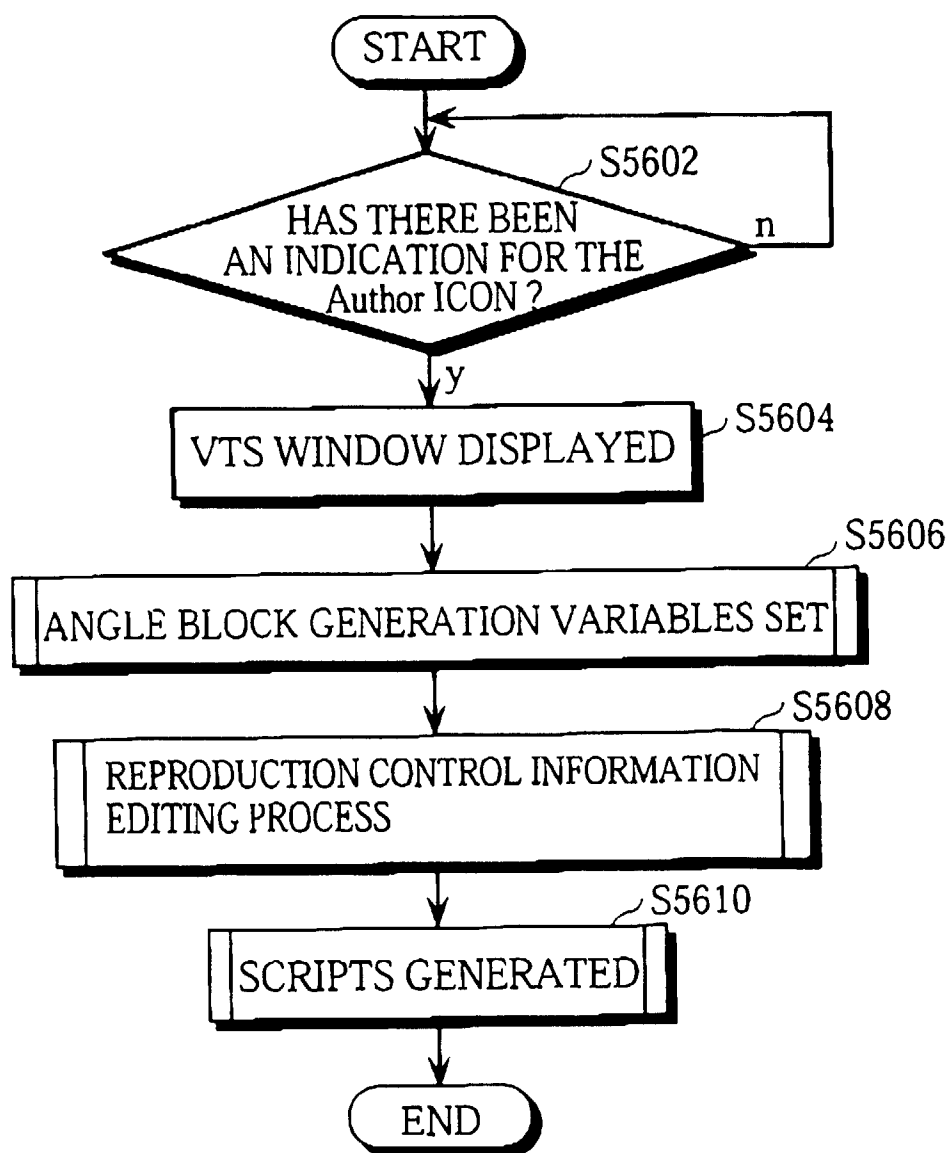 START
S5602
HAS THERE BEEN
AN INDICATION FOR THE
Author ICON ?
n
y
VTS WINDOW DISPLAYED
S5604
S5606
ANGLE BLOCK GENERATION VARIABLES SET
S5608
REPRODUCTION CONTROL INFORMATION
EDITING PROCESS
S5610
SCRIPTS GENERATED
END